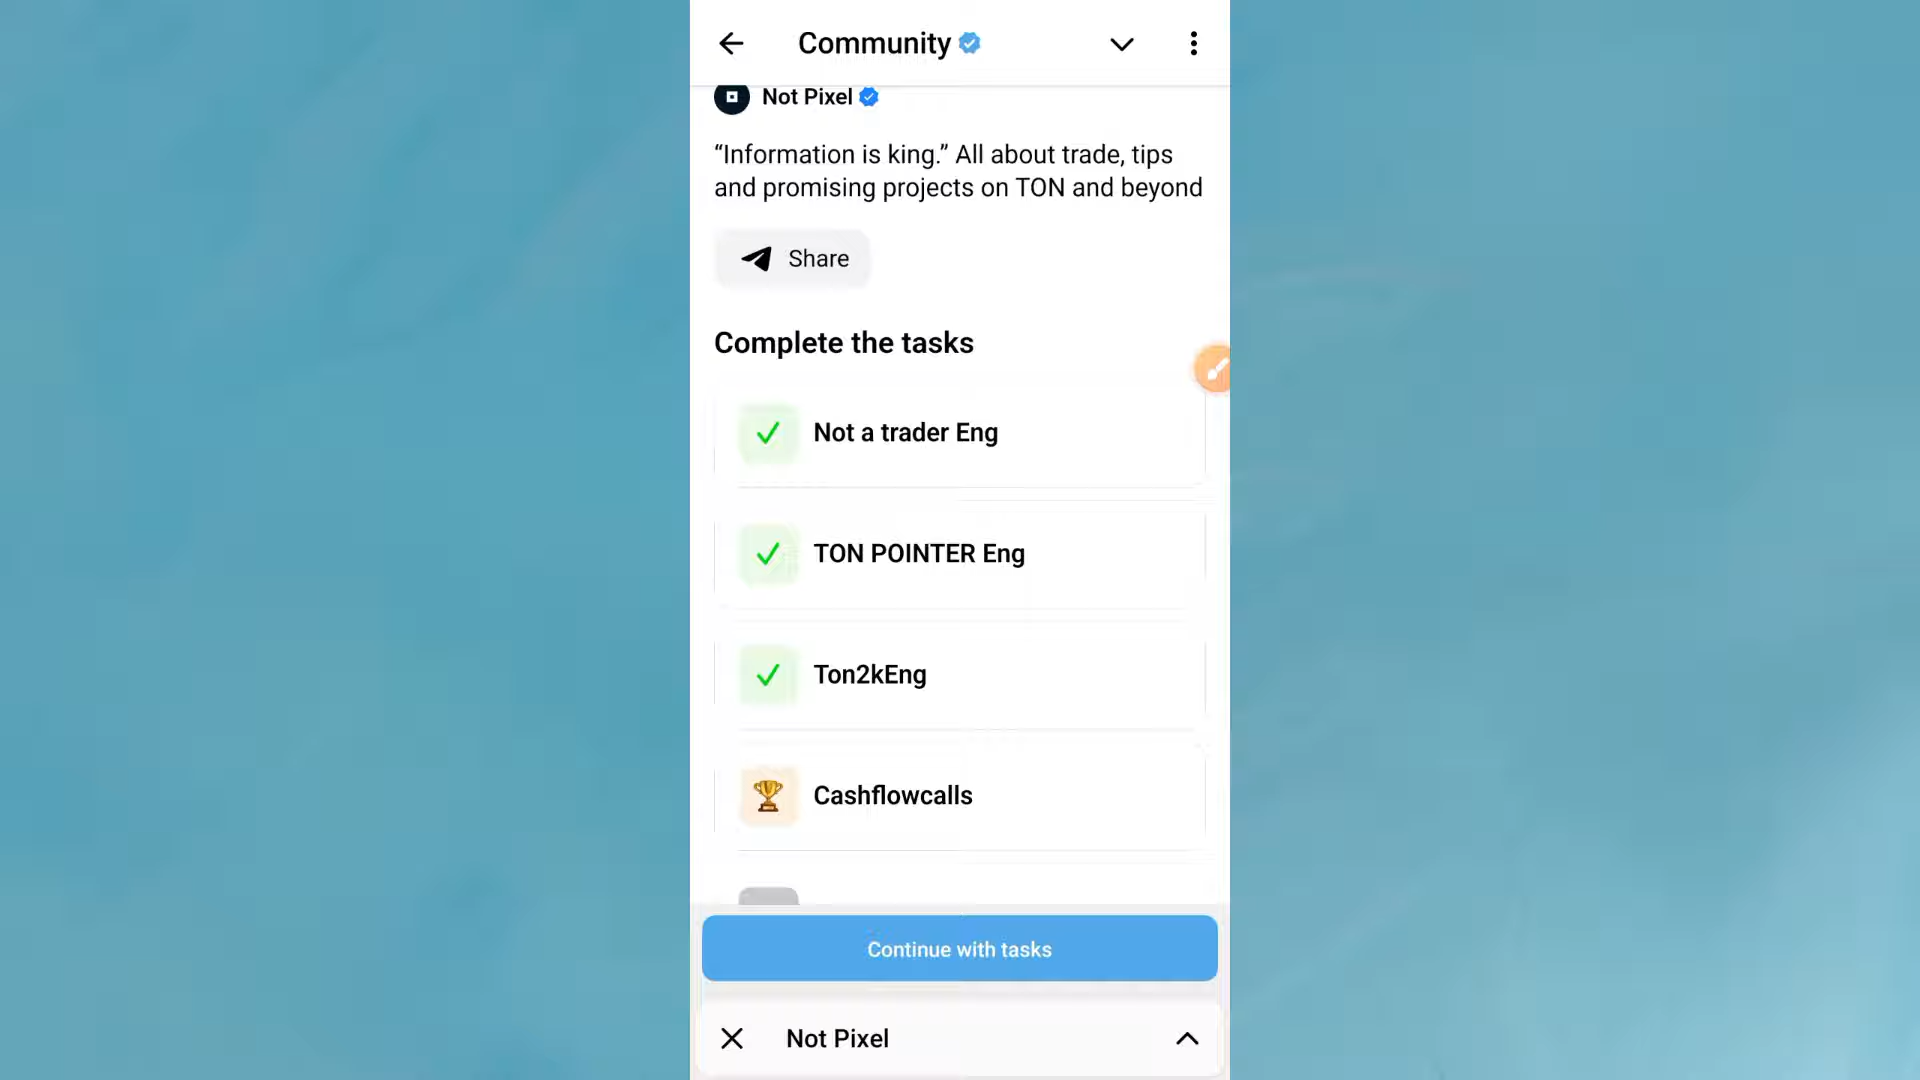 Community
Not Pixel
“Information is king.” All about trade, tips
and promising projects on TON and beyond
Share
Complete the tasks
Not a trader Eng
TON POINTER Eng
Ton2kEng
Cashflowcalls
Continue with tasks
Not Pixel